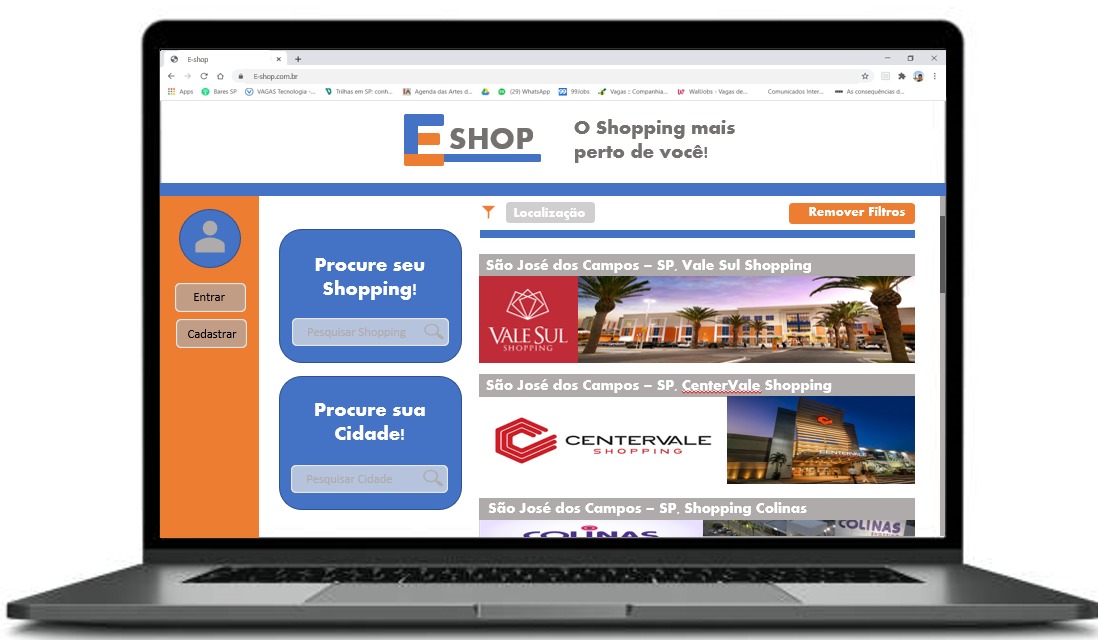 E-shop
E-shop.com.br
Apps
Bares SP
VAGAS Tecnologia -...
Trilhas em SP: conh...
Agenda das Artes d...
(29) WhatsApp
99jobs
Vagas :: Companhia...
WallJobs - Vagas de...
Comunicados Inter...
As consequências d...
E SHOP
O Shopping mais
perto de você!
Entrar
Cadastrar
Procure seu
Shopping!
Pesquisar Shopping
Procure sua
Cidade!
Pesquisar Cidade
Localização
Remover Filtros
São José dos Campos – SP, Vale Sul Shopping
VALE SUL
SHOPPING
São José dos Campos – SP, CenterVale Shopping
CENTERVALE
SHOPPING
CENTERVALE
São José dos Campos – SP, Shopping Colinas
COLINAS
COLINAS